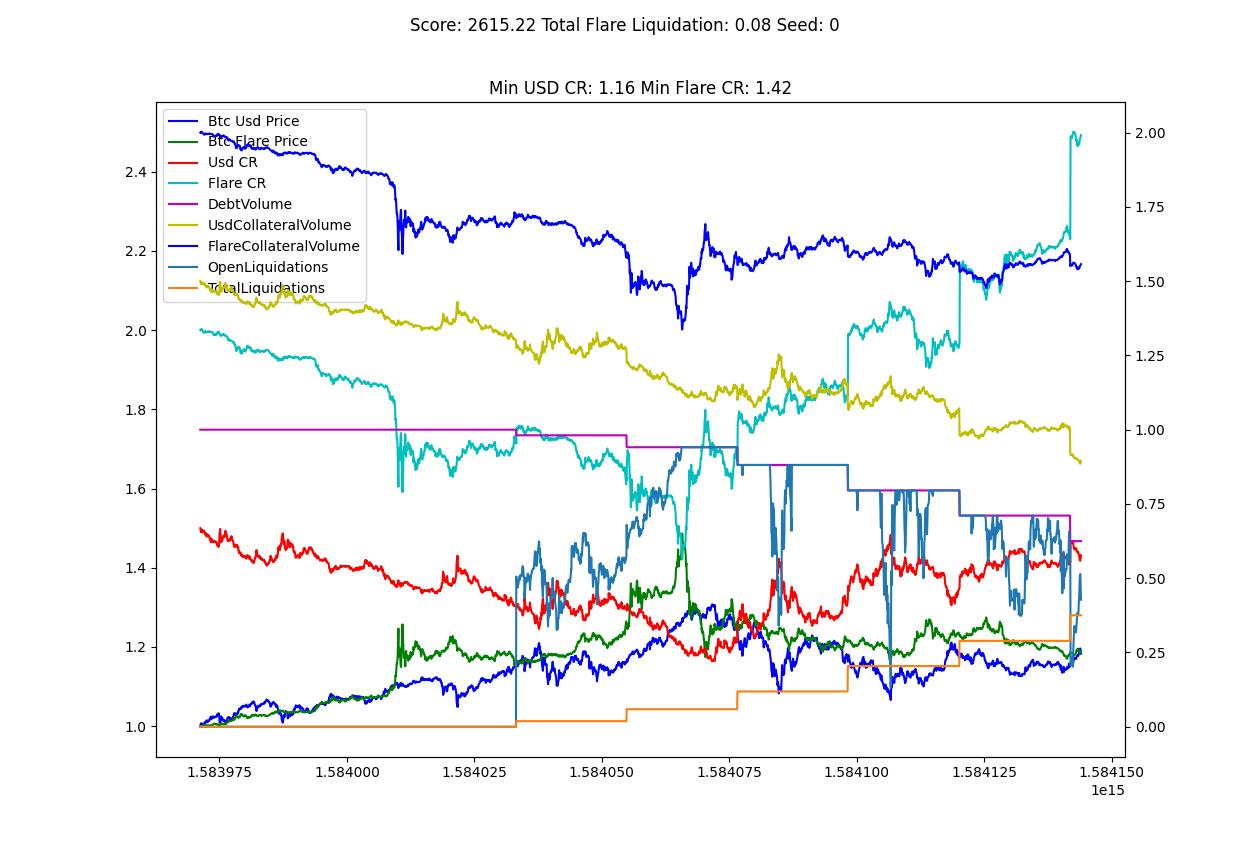 Score: 2615.22 Total Flare Liquidation: 0.08 Seed: 0
Min USD CR: 1.16 Min Flare CR: 1.42
Btc Usd Price
Btc Flare Price
Usd CR
Flare CR
DebtVolume
UsdCollateralVolume
FlareCollateralVolume
OpenLiquidations
TotalLiquidations
2.4
2.2
2.0
1.8
1.6
1.4
1.2
1.0
2.00
1.75
1.50
1.25
1.00
0.75
0.50
0.25
0.00
1.583975
1.584000
1.584025
1.584050
1.584075
1.584100
1.584125
1.584150
1e15